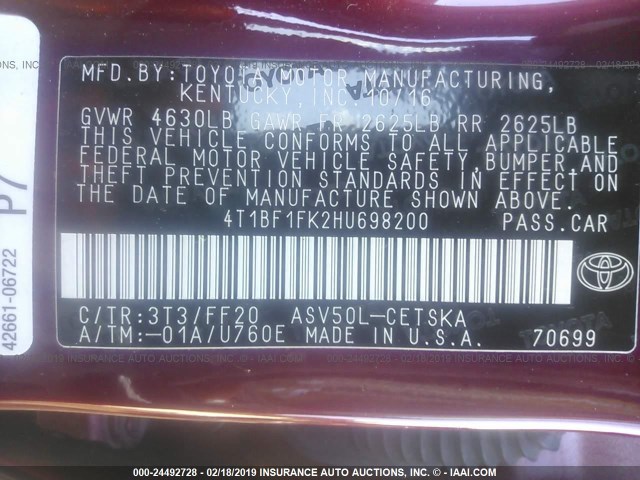 MFD.BY:TOYOTA MOTOR MANUFACTURING,
KENTUCKY, INC. 10/16
GVWR 4630LB GAWR FR 2625LB RR 2625LB
THIS VEHICLE CONFORMS TO ALL APPLICABLE
FEDERAL MOTOR VEHICLE SAFETY, BUMPER AND
THEFT PREVENTION STANDARDS IN EFFECT ON
THE DATE OF MANUFACTURE SHOWN ABOVE.
4T1BF1FK2HU698200 PASS.CAR
C/TR:3T3/FF20 ASV50L-CETSKA
A/TM:-01A/U760E MADE IN U.S.A. 70699
TOYOTA
P7
42661-06722
000-24492728 - 02/18/2019 INSURANCE AUTO AUCTIONS, INC. - © IAAI.COM